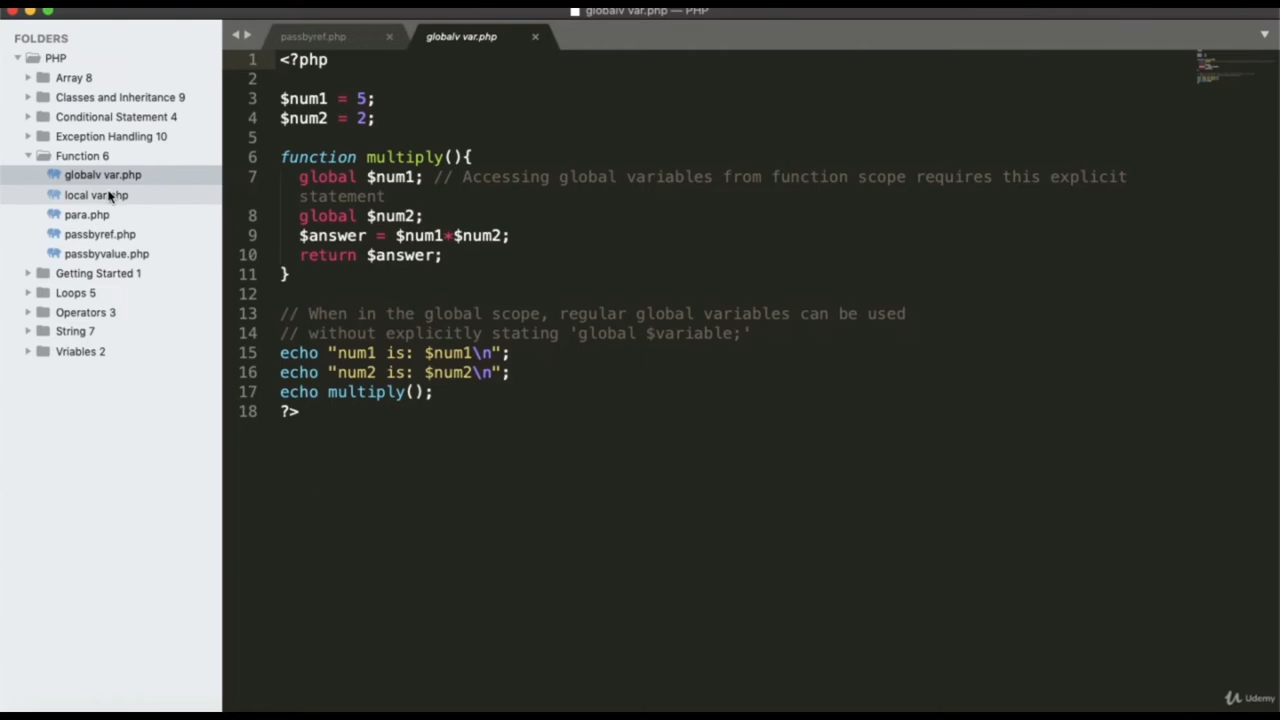 globalv var.php — PHP
FOLDERS
PHP
Array 8
Classes and Inheritance 9
Conditional Statement 4
Exception Handling 10
Function 6
globalv var.php
local var.php
para.php
passbyref.php
passbyvalue.php
Getting Started 1
Loops 5
Operators 3
String 7
Vriables 2
passbyref.php
globalv var.php
1 <?php
2
3 $num1 = 5;
4 $num2 = 2;
5
6 function multiply(){
7 global $num1; // Accessing global variables from function scope requires this explicit
statement
8 global $num2;
9 $answer = $num1*$num2;
10 return $answer;
11 }
12
13 // When in the global scope, regular global variables can be used
14 // without explicitly stating 'global $variable;'
15 echo "num1 is: $num1\n";
16 echo "num2 is: $num2\n";
17 echo multiply();
18 ?>
Udemy